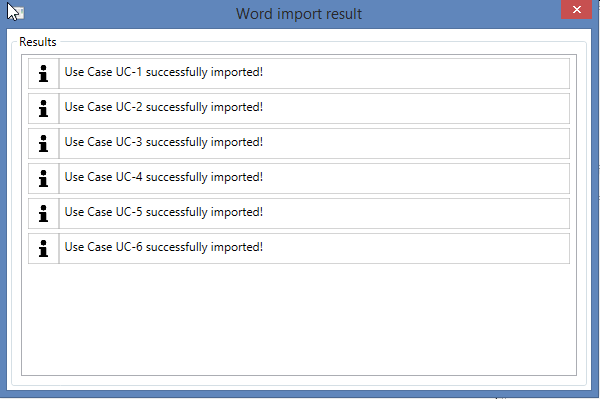 Word import result
Results
Use Case UC-1 successfully imported!
Use Case UC-2 successfully imported!
Use Case UC-3 successfully imported!
Use Case UC-4 successfully imported!
Use Case UC-5 successfully imported!
Use Case UC-6 successfully imported!